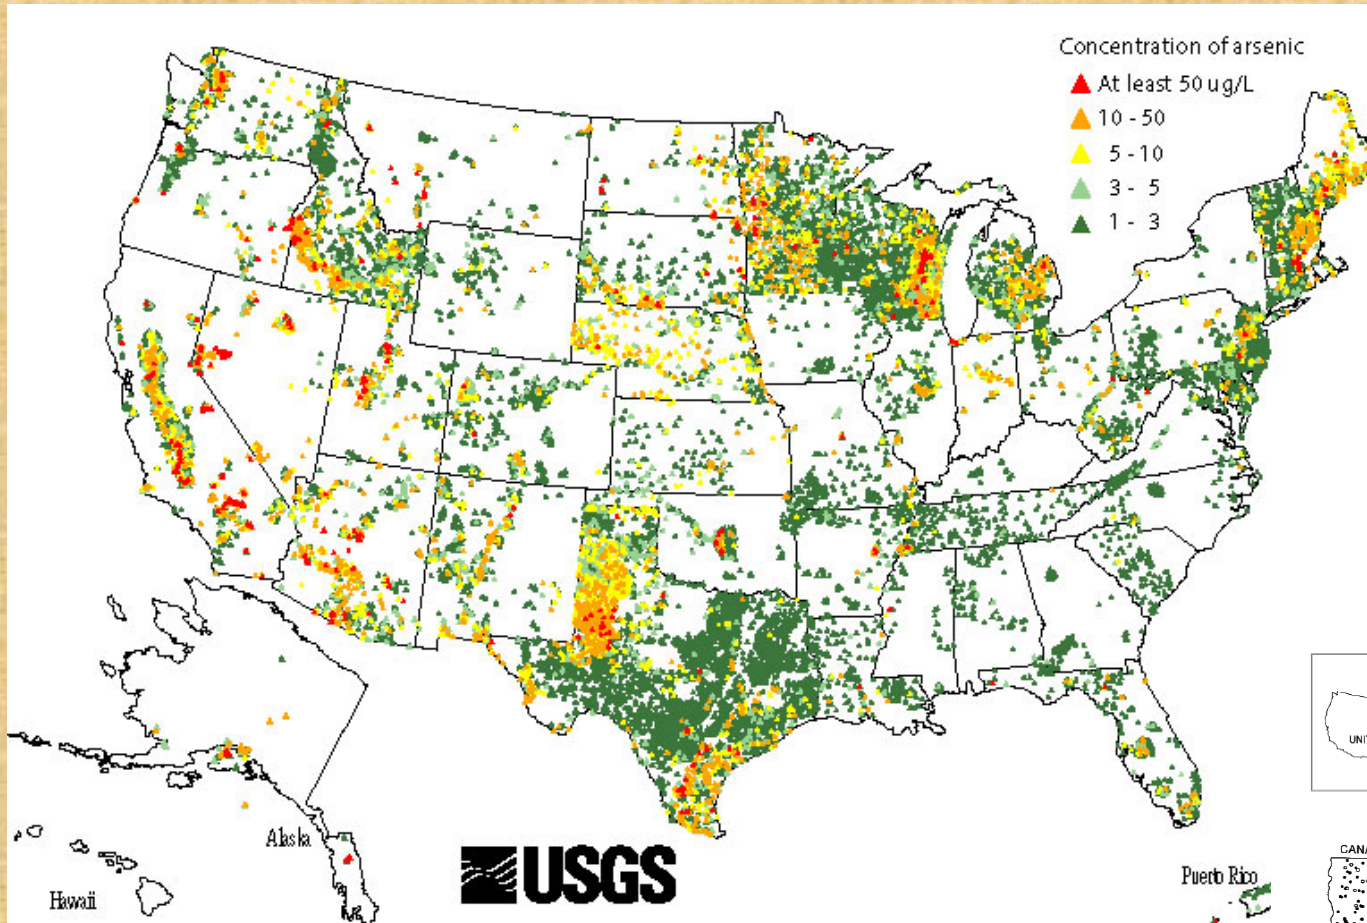 Concentration of arsenic
At least 50 ug/L
10 - 50
5 - 10
3 - 5
1 - 3
Alaska
Hawaii
USGS
Puerto Rico